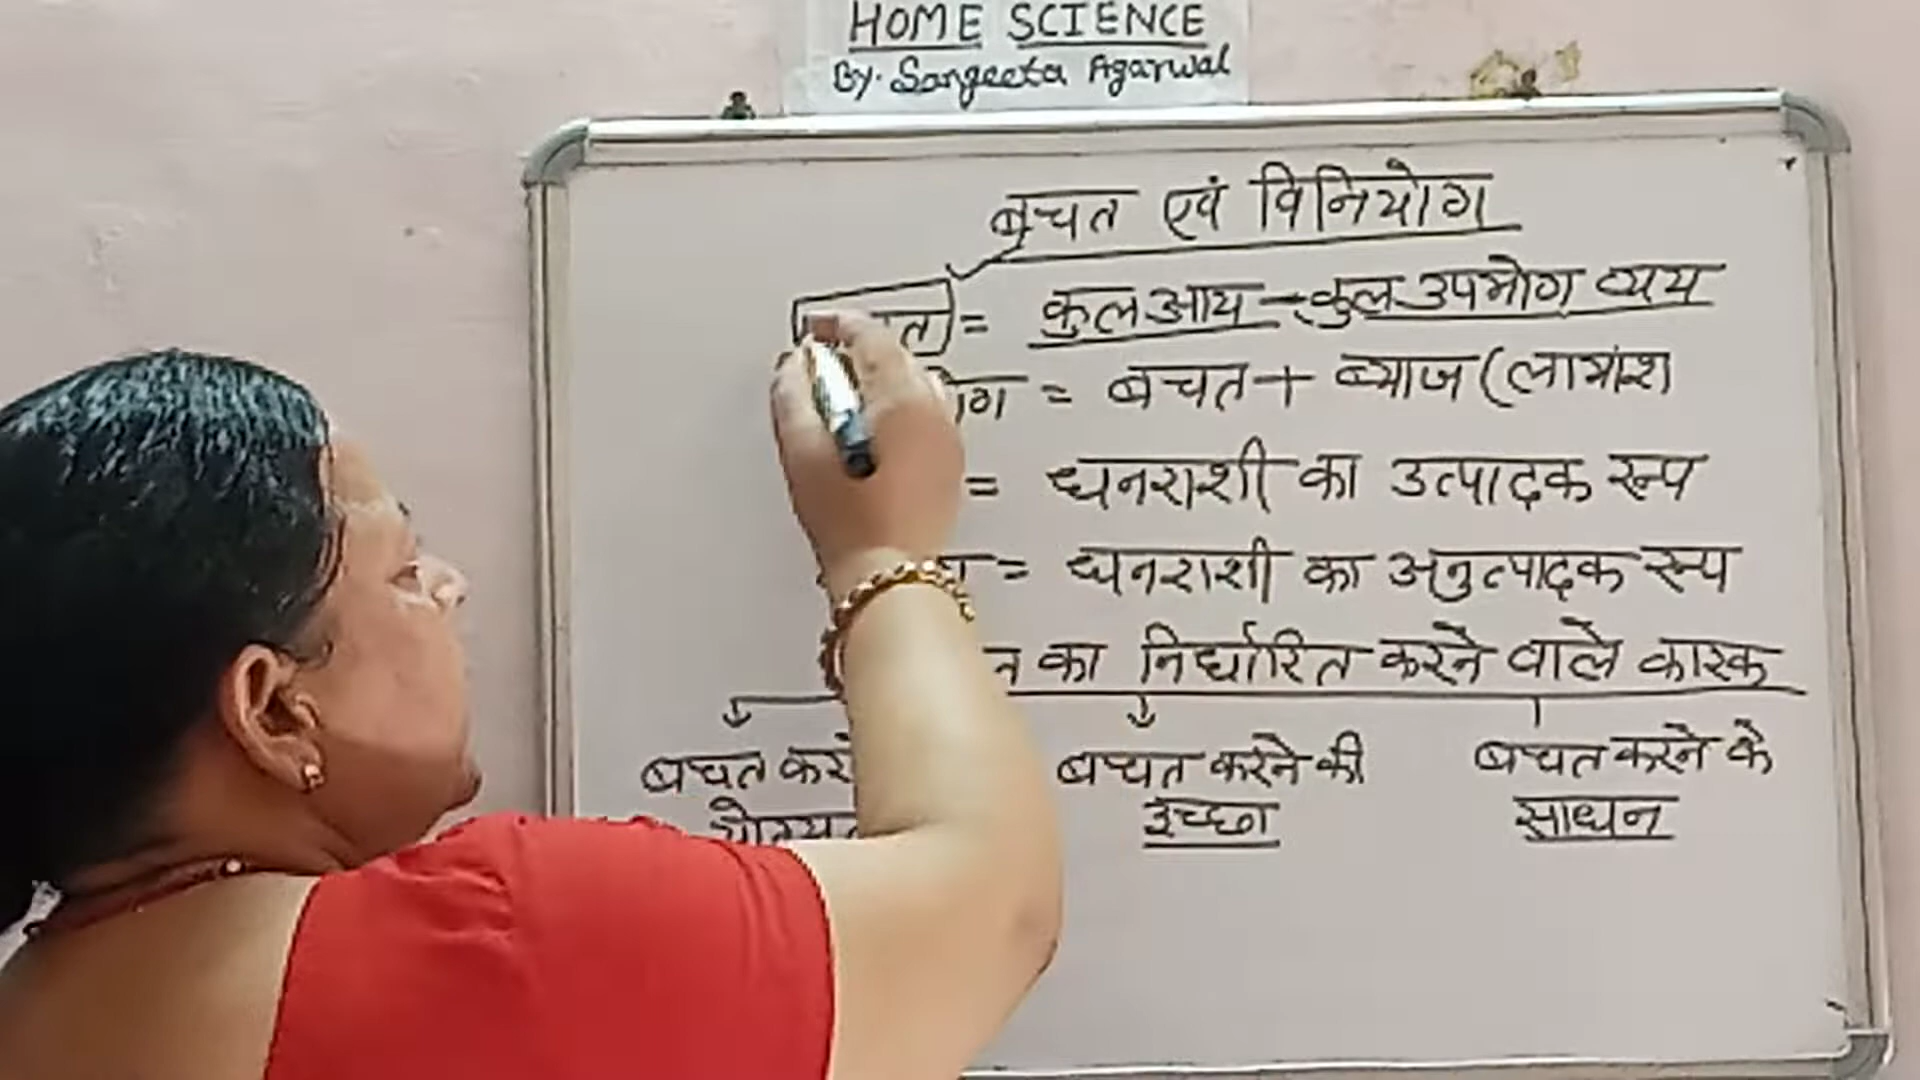 HOME SCIENCE
By. Sangeeta Agarwal
बचत एवं विनियोग
= कुल आय - कुल उपभोग व्यय
= बचत + ब्याज (लाभांश
= धनराशी का उत्पादक रूप
= धनराशी का अनुत्पादक रूप
का निर्धारित करने वाले कारक
बचत बचत करने की बचत करने के
इच्छा साधन